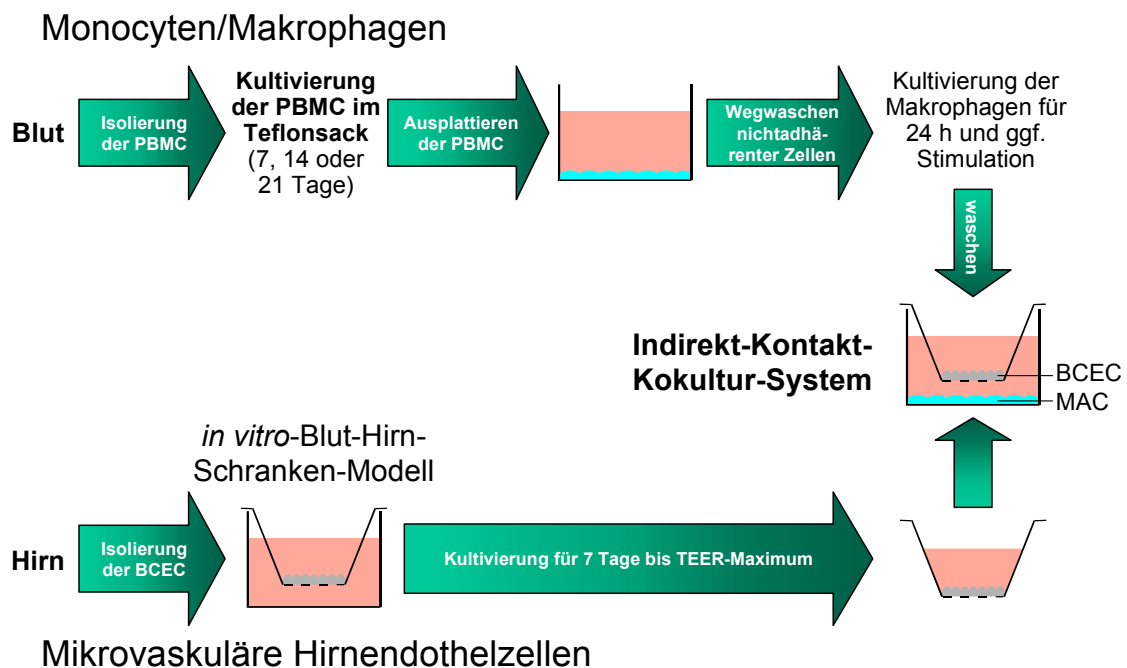 Monocyten/Makrophagen
Blut
Isolierung
der PBMC
Kultivierung
der PBMC im
Teflonsack
(7, 14 oder
21 Tage)
Ausplattieren
der PBMC
Wegwaschen
nichtadhä-
renter Zellen
Kultivierung der
Makrophagen für
24 h und ggf.
Stimulation
waschen
Indirekt-Kontakt-
Kokultur-System
BCEC
MAC
in vitro-Blut-Hirn-
Schranken-Modell
Hirn
Isolierung
der BCEC
Kultivierung für 7 Tage bis TEER-Maximum
Mikrovaskuläre Hirnendothelzellen